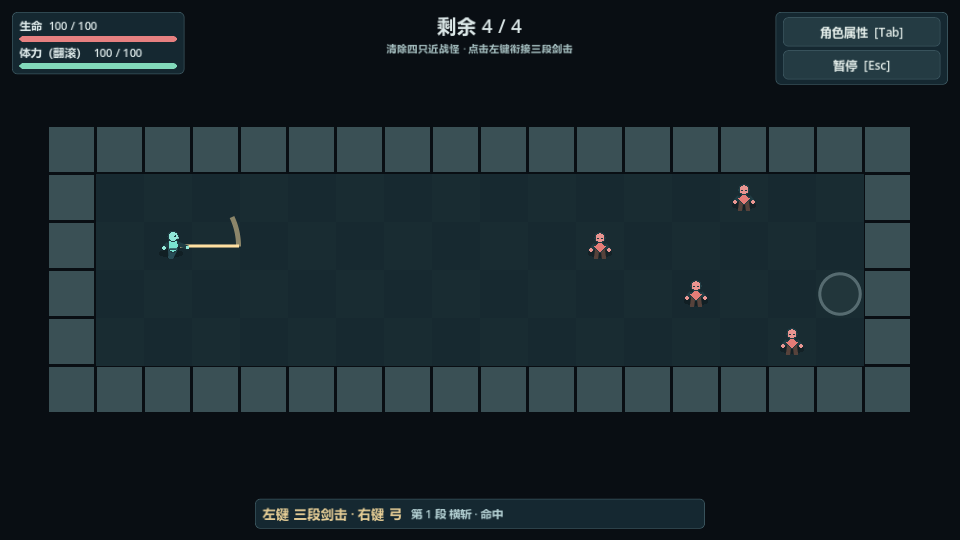 生命 100 / 100
体力（翻滚） 100 / 100
剩余 4 / 4
清除四只近战怪 · 点击左键衔接三段剑击
角色属性 [Tab]
暂停 [Esc]
左键 三段剑击 · 右键 弓 第 1 段 横斩 · 命中